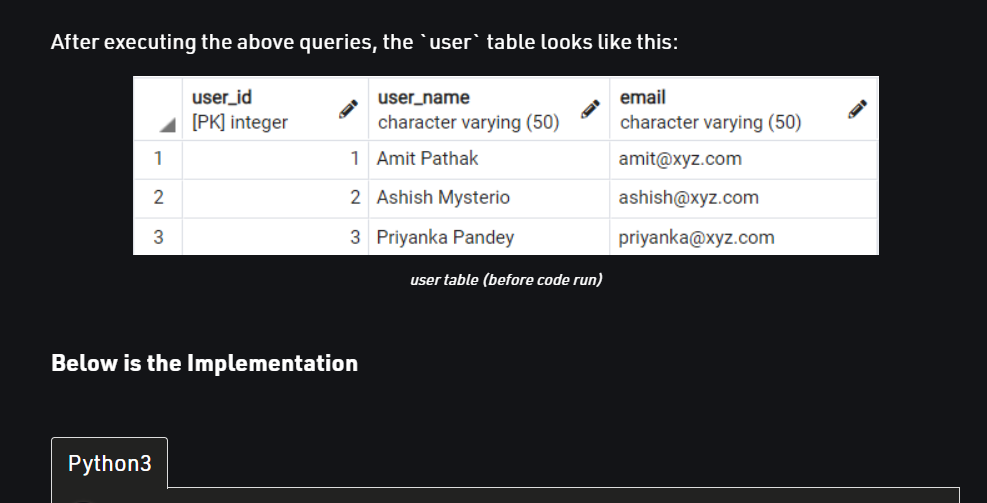 After executing the above queries, the `user` table looks like this:
user_id user_name email
[PK] integer character varying (50) character varying (50)
1 1 Amit Pathak amit@xyz.com
2 2 Ashish Mysterio ashish@xyz.com
3 3 Priyanka Pandey priyanka@xyz.com
user table (before code run)
Below is the Implementation
Python3